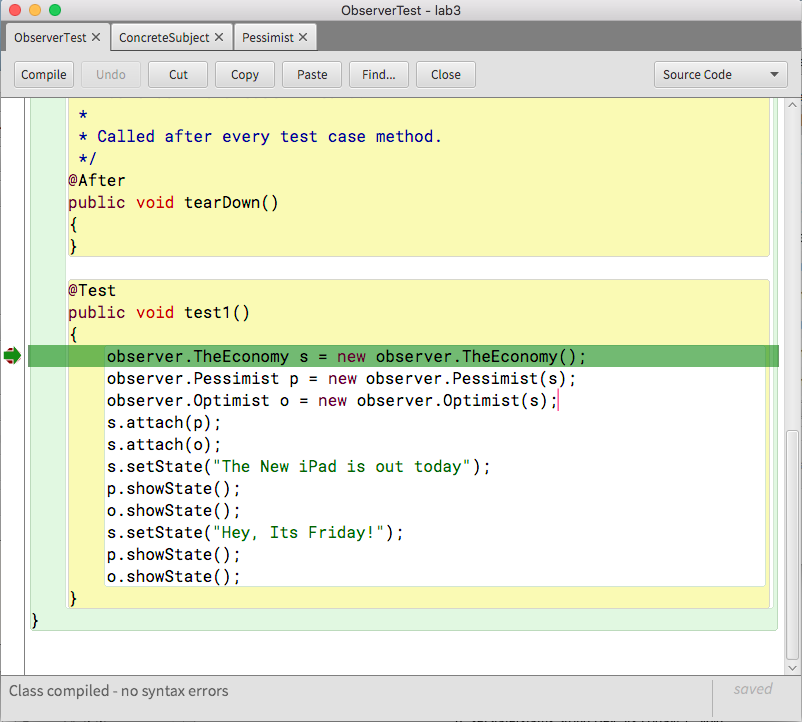 ObserverTest - lab3
ObserverTest ✕ ConcreteSubject ✕ Pessimist ✕
Compile Undo Cut Copy Paste Find... Close Source Code
*
* Called after every test case method.
*/
@After
public void tearDown()
{
}
@Test
public void test1()
{
observer.TheEconomy s = new observer.TheEconomy();
observer.Pessimist p = new observer.Pessimist(s);
observer.Optimist o = new observer.Optimist(s);
s.attach(p);
s.attach(o);
s.setState("The New iPad is out today");
p.showState();
o.showState();
s.setState("Hey, Its Friday!");
p.showState();
o.showState();
}
}
Class compiled - no syntax errors
saved